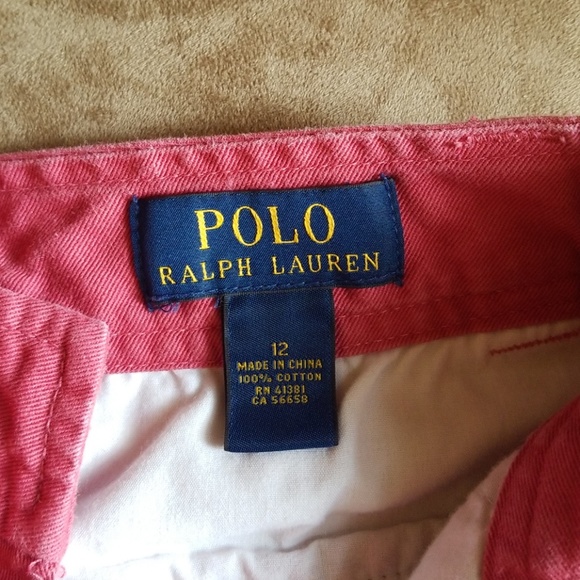 POLO
RALPH LAUREN
12
MADE IN CHINA
100% COTTON
RN 41381
CA 56658